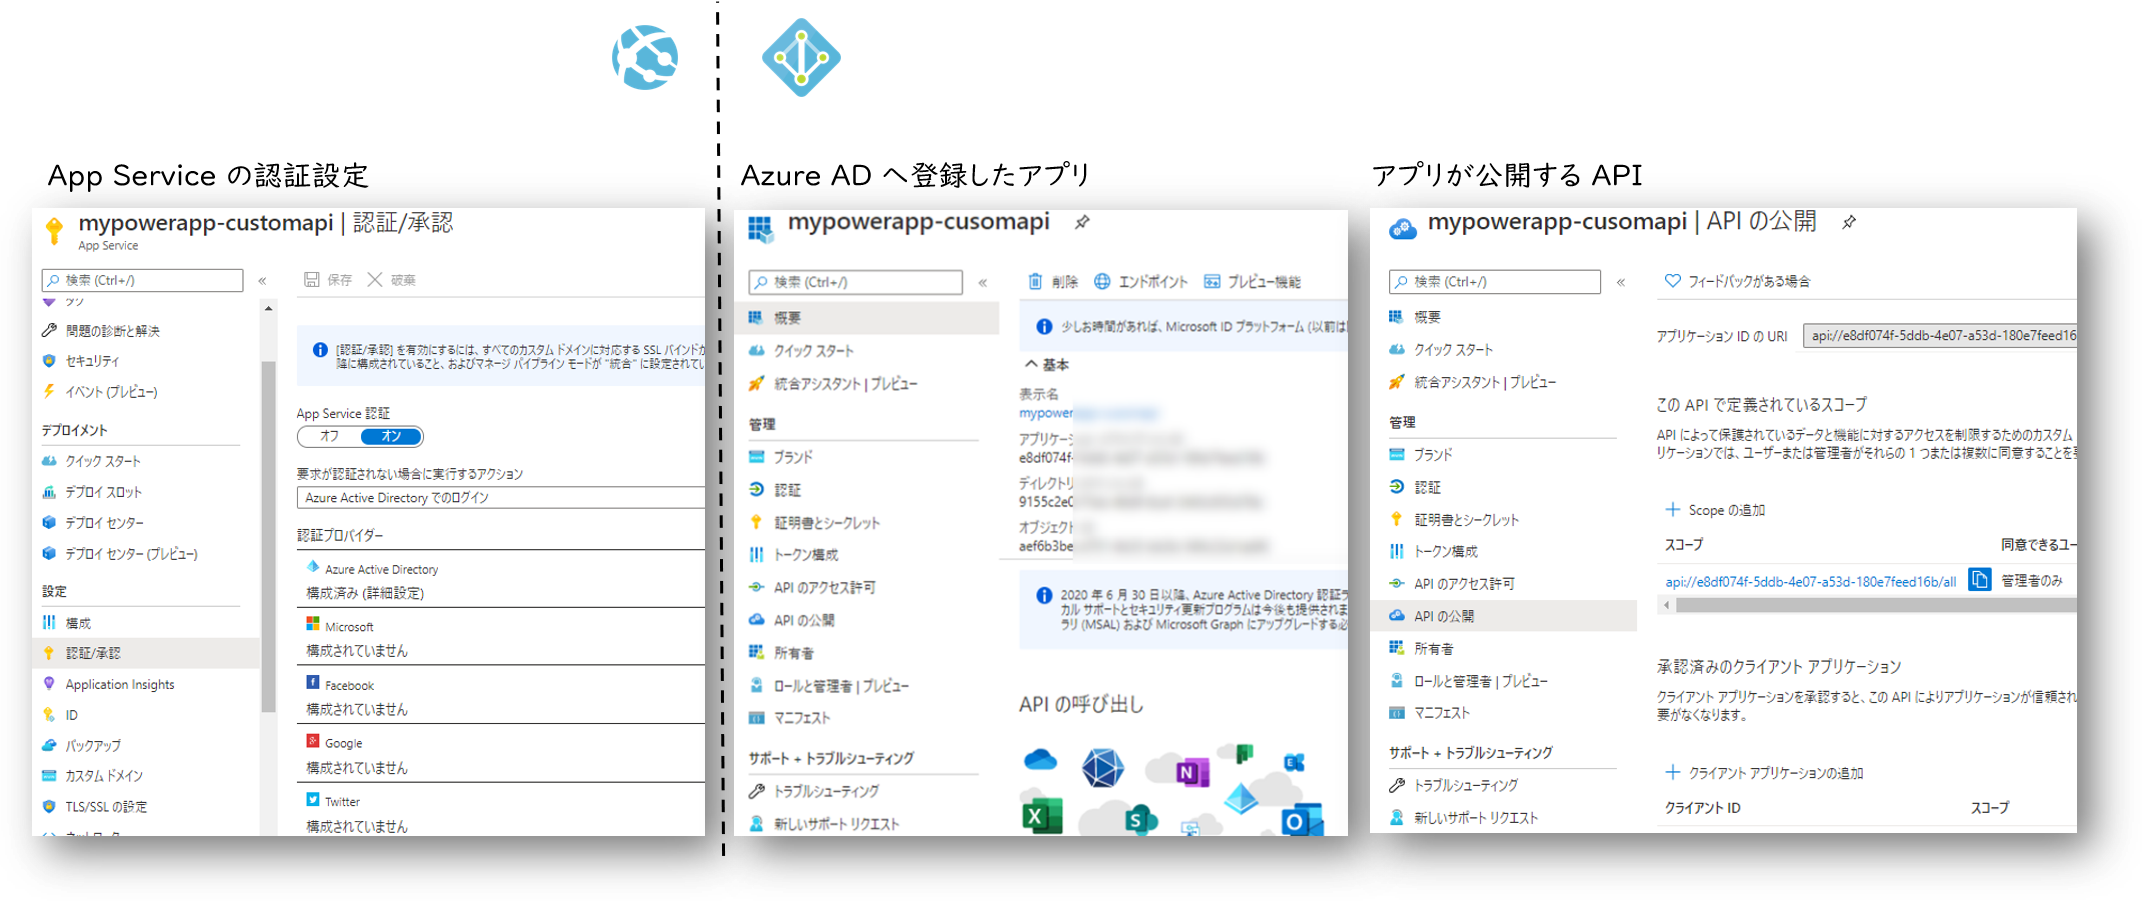 App Service の認証設定
mypowerapp-customapi | 認証/承認
App Service
検索 (Ctrl+/)
«
保存
破棄
タグ
問題の診断と解決
セキュリティ
イベント (プレビュー)
デプロイメント
クイック スタート
デプロイ スロット
デプロイ センター
デプロイ センター (プレビュー)
設定
構成
認証/承認
Application Insights
ID
バックアップ
カスタム ドメイン
TLS/SSL の設定
[認証/承認] を有効にするには、すべてのカスタム ドメインに対応する SSL バインドが
降に構成されていること、およびマネージ パイプライン モードが "統合" に設定されてい
App Service 認証
オフ
オン
要求が認証されない場合に実行するアクション
Azure Active Directory でのログイン
認証プロバイダー
Azure Active Directory
構成済み (詳細設定)
Microsoft
構成されていません
Facebook
構成されていません
Google
構成されていません
Twitter
構成されていません
Azure AD へ登録したアプリ
mypowerapp-cusomapi
検索 (Ctrl+/)
«
削除
エンドポイント
プレビュー機能
概要
クイック スタート
統合アシスタント | プレビュー
管理
ブランド
認証
証明書とシークレット
トークン構成
API のアクセス許可
API の公開
所有者
ロールと管理者 | プレビュー
マニフェスト
サポート + トラブルシューティング
トラブルシューティング
新しいサポート リクエスト
少しお時間があれば、Microsoft ID プラットフォーム (以前は
基本
表示名
mypower
アプリケーシ
e8df074f-
ディレクトリ
9155c2e0
オブジェクト
aef6b3be
2020 年 6 月 30 日以降、Azure Active Directory 認証ラ
カル サポートとセキュリティ更新プログラムは今後も提供されま
ラリ (MSAL) および Microsoft Graph にアップグレードする必
API の呼び出し
アプリが公開する API
mypowerapp-cusomapi | API の公開
検索 (Ctrl+/)
«
フィードバックがある場合
概要
クイック スタート
統合アシスタント | プレビュー
管理
ブランド
認証
証明書とシークレット
トークン構成
API のアクセス許可
API の公開
所有者
ロールと管理者 | プレビュー
マニフェスト
サポート + トラブルシューティング
トラブルシューティング
新しいサポート リクエスト
アプリケーション ID の URI
api://e8df074f-5ddb-4e07-a53d-180e7feed16
この API で定義されているスコープ
API によって保護されているデータと機能に対するアクセスを制限するためのカスタム
リケーションでは、ユーザーまたは管理者がそれらの 1 つまたは複数に同意することを
Scope の追加
スコープ
同意できるユー
api://e8df074f-5ddb-4e07-a53d-180e7feed16b/all
管理者のみ
承認済みのクライアント アプリケーション
クライアント アプリケーションを承認すると、この API によりアプリケーションが信頼され
要がなくなります。
クライアント アプリケーションの追加
クライアント ID
スコープ